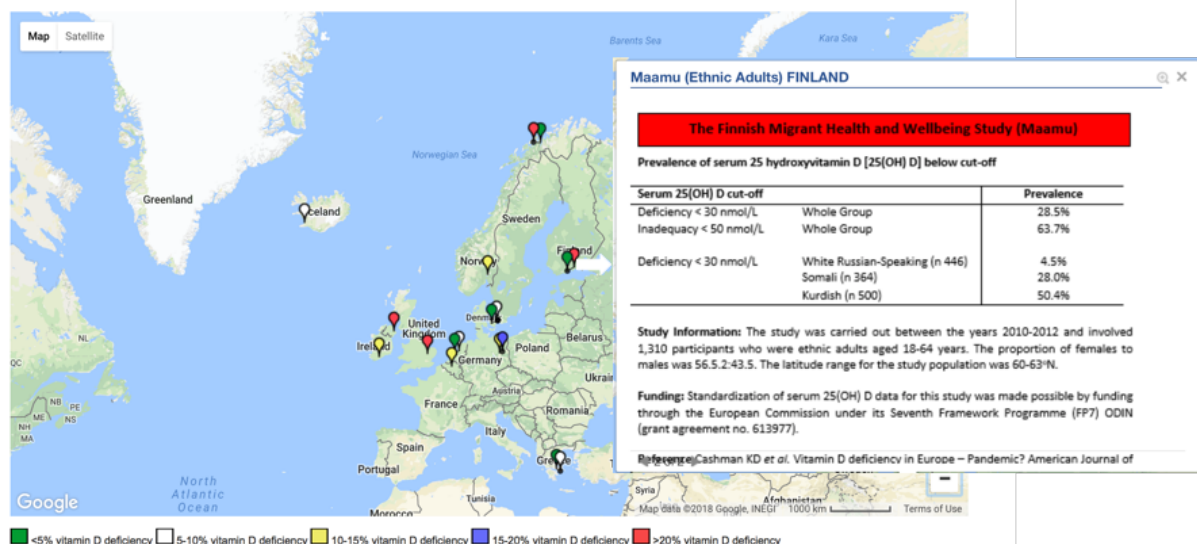 Map Satellite
Barents Sea
Kara Sea
Norwegian Sea
Greenland
Iceland
Sweden
Finland
Norway
United
Kingdom
Denmark
Ireland
Poland
Belarus
Germany
Ukrai
Austria
France
Romania
Italy
Spain
Greece
Portugal
Syria
Tunisia
Afghanistan
Morocco
North
Atlantic
Ocean
QC
NL
NB
PE
ME
NS
NH
MA
Google
Map data ©2018 Google, INEGI 1000 km Terms of Use
Maamu (Ethnic Adults) FINLAND
The Finnish Migrant Health and Wellbeing Study (Maamu)
Prevalence of serum 25 hydroxyvitamin D [25(OH) D] below cut-off
Serum 25(OH) D cut-off Prevalence
Deficiency < 30 nmol/L Whole Group 28.5%
Inadequacy < 50 nmol/L Whole Group 63.7%
Deficiency < 30 nmol/L White Russian-Speaking (n 446) 4.5%
Somali (n 364) 28.0%
Kurdish (n 500) 50.4%
Study Information: The study was carried out between the years 2010-2012 and involved
1,310 participants who were ethnic adults aged 18-64 years. The proportion of females to
males was 56.5.2:43.5. The latitude range for the study population was 60-63°N.
Funding: Standardization of serum 25(OH) D data for this study was made possible by funding
through the European Commission under its Seventh Framework Programme (FP7) ODIN
(grant agreement no. 613977).
Reference: Cashman KD et al. Vitamin D deficiency in Europe – Pandemic? American Journal of
<5% vitamin D deficiency 5-10% vitamin D deficiency 10-15% vitamin D deficiency 15-20% vitamin D deficiency >20% vitamin D deficiency